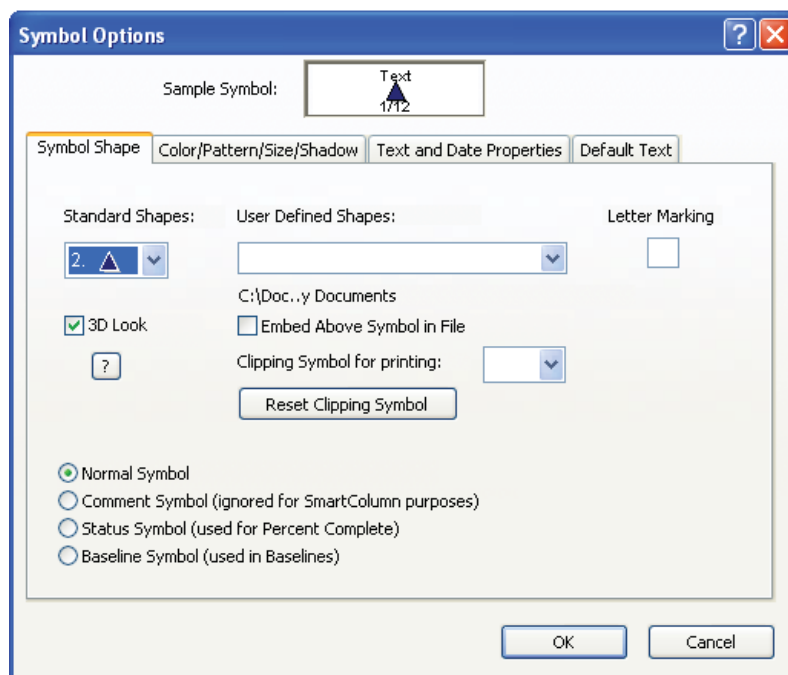 Symbol Options
?
Sample Symbol:
Text
1/12
Symbol Shape Color/Pattern/Size/Shadow Text and Date Properties Default Text
Standard Shapes: User Defined Shapes: Letter Marking
2.
C:\Doc..y Documents
3D Look Embed Above Symbol in File
? Clipping Symbol for printing:
Reset Clipping Symbol
Normal Symbol
Comment Symbol (ignored for SmartColumn purposes)
Status Symbol (used for Percent Complete)
Baseline Symbol (used in Baselines)
OK Cancel